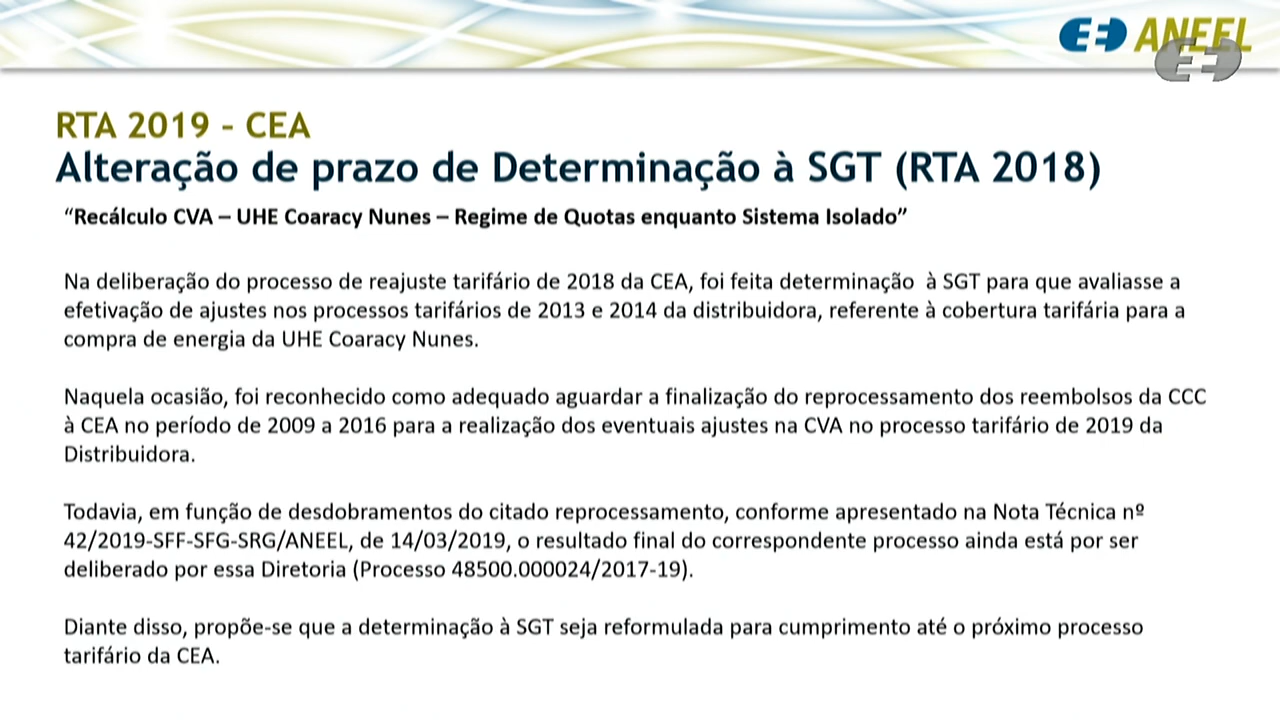 ANEEL
RTA 2019 - CEA
Alteração de prazo de Determinação à SGT (RTA 2018)
“Recálculo CVA – UHE Coaracy Nunes – Regime de Quotas enquanto Sistema Isolado”
Na deliberação do processo de reajuste tarifário de 2018 da CEA, foi feita determinação à SGT para que avaliasse a
efetivação de ajustes nos processos tarifários de 2013 e 2014 da distribuidora, referente à cobertura tarifária para a
compra de energia da UHE Coaracy Nunes.
Naquela ocasião, foi reconhecido como adequado aguardar a finalização do reprocessamento dos reembolsos da CCC
à CEA no período de 2009 a 2016 para a realização dos eventuais ajustes na CVA no processo tarifário de 2019 da
Distribuidora.
Todavia, em função de desdobramentos do citado reprocessamento, conforme apresentado na Nota Técnica nº
42/2019-SFF-SFG-SRG/ANEEL, de 14/03/2019, o resultado final do correspondente processo ainda está por ser
deliberado por essa Diretoria (Processo 48500.000024/2017-19).
Diante disso, propõe-se que a determinação à SGT seja reformulada para cumprimento até o próximo processo
tarifário da CEA.